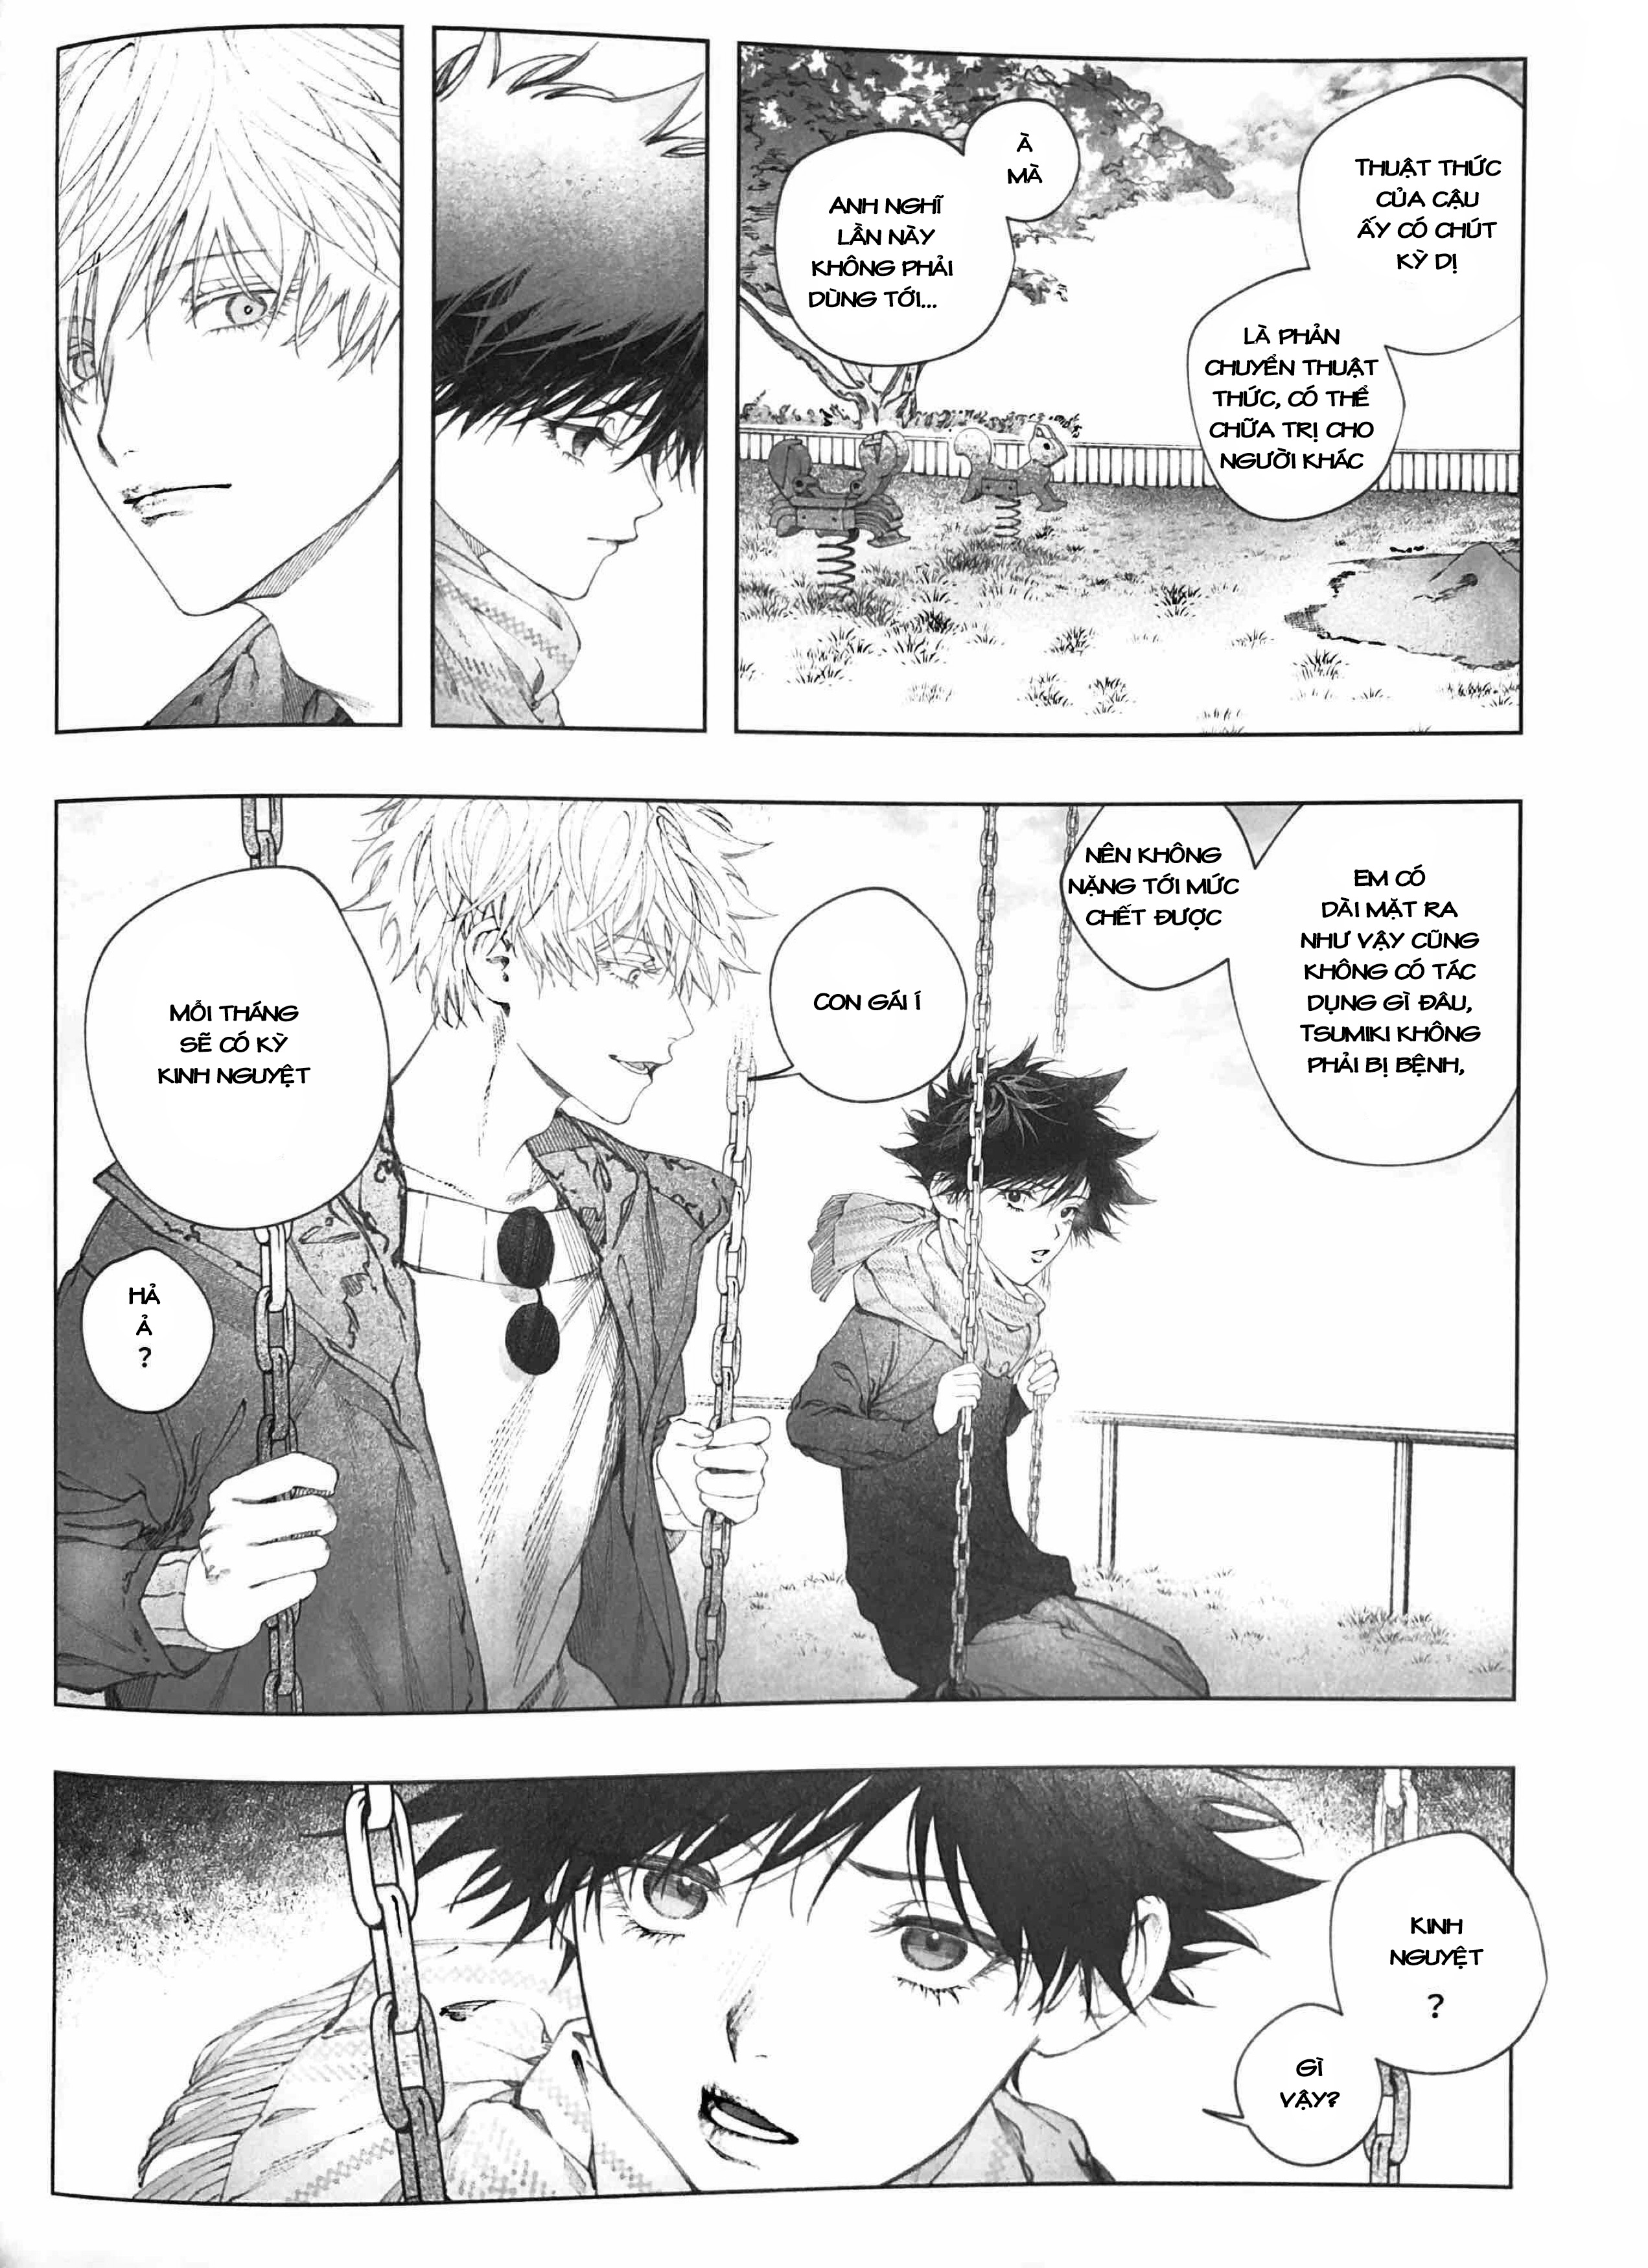 THUẬT THỨC
CỦA CẬU
ẤY CÓ CHÚT
KỲ DỊ
LÀ PHẢN
CHUYỂN THUẬT
THỨC, CÓ THỂ
CHỮA TRỊ CHO
NGƯỜI KHÁC
À
MÀ
ANH NGHĨ
LẦN NÀY
KHÔNG PHẢI
DÙNG TỚI...
EM CÓ
DÀI MẶT RA
NHƯ VẬY CŨNG
KHÔNG CÓ TÁC
DỤNG GÌ ĐÂU,
TSUMIKI KHÔNG
PHẢI BỊ BỆNH,
NÊN KHÔNG
NẶNG TỚI MỨC
CHẾT ĐƯỢC
CON GÁI Í
MỖI THÁNG
SẼ CÓ KỲ
KINH NGUYỆT
HẢ
Ả
?
KINH
NGUYỆT
?
GÌ
VẬY?